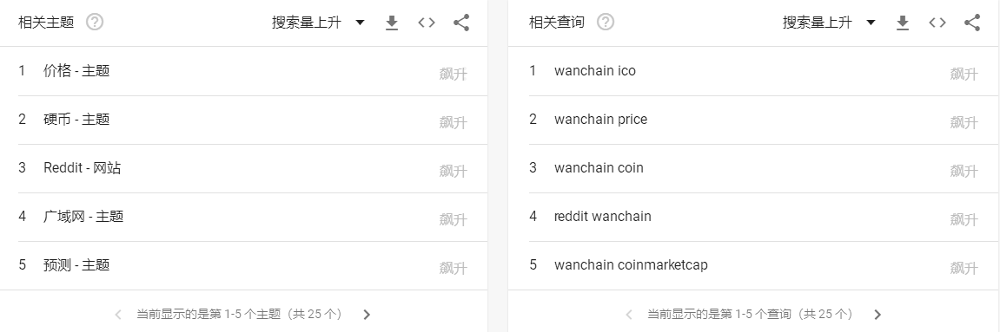 相关主题
搜索量上升
1 价格 - 主题 飙升
2 硬币 - 主题 飙升
3 Reddit - 网站 飙升
4 广域网 - 主题 飙升
5 预测 - 主题 飙升
当前显示的是第 1-5 个主题（共 25 个）
相关查询
搜索量上升
1 wanchain ico 飙升
2 wanchain price 飙升
3 wanchain coin 飙升
4 reddit wanchain 飙升
5 wanchain coinmarketcap 飙升
当前显示的是第 1-5 个查询（共 25 个）